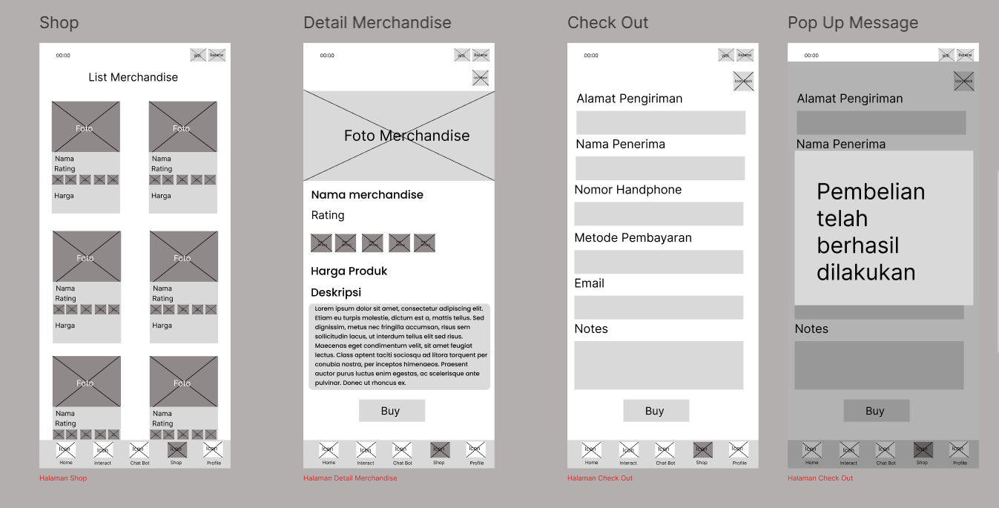 Shop
00:00
Wifi
Baterai
List Merchandise
Foto
Foto
Nama
Rating
Nama
Rating
Harga
Harga
Foto
Foto
Nama
Rating
Nama
Rating
Harga
Harga
Foto
Foto
Nama
Rating
Nama
Rating
Icon
Icon
Icon
Icon
Icon
Home
Interact
Chat Bot
Shop
Profile
Halaman Shop
Detail Merchandise
00:00
Wifi
Baterai
Icon Back
Foto Merchandise
Nama merchandise
Rating
Harga Produk
Deskripsi
Lorem ipsum dolor sit amet, consectetur adipiscing elit.
Etiam eu turpis molestie, dictum est a, mattis tellus. Sed
dignissim, metus nec fringilla accumsan, risus sem
sollicitudin lacus, ut interdum tellus elit sed risus.
Maecenas eget condimentum velit, sit amet feugiat
lectus. Class aptent taciti sociosqu ad litora torquent per
conubia nostra, per inceptos himenaeos. Praesent
auctor purus luctus enim egestas, ac scelerisque ante
pulvinar. Donec ut rhoncus ex.
Buy
Icon
Icon
Icon
Icon
Icon
Home
Interact
Chat Bot
Shop
Profile
Halaman Detail Merchandise
Check Out
00:00
Wifi
Baterai
Icon Back
Alamat Pengiriman
Nama Penerima
Nomor Handphone
Metode Pembayaran
Email
Notes
Buy
Icon
Icon
Icon
Icon
Icon
Home
Interact
Chat Bot
Shop
Profile
Halaman Check Out
Pop Up Message
00:00
Wifi
Baterai
Icon Back
Alamat Pengiriman
Nama Penerima
Pembelian
telah
berhasil
dilakukan
Notes
Buy
Icon
Icon
Icon
Icon
Icon
Home
Interact
Chat Bot
Shop
Profile
Halaman Check Out